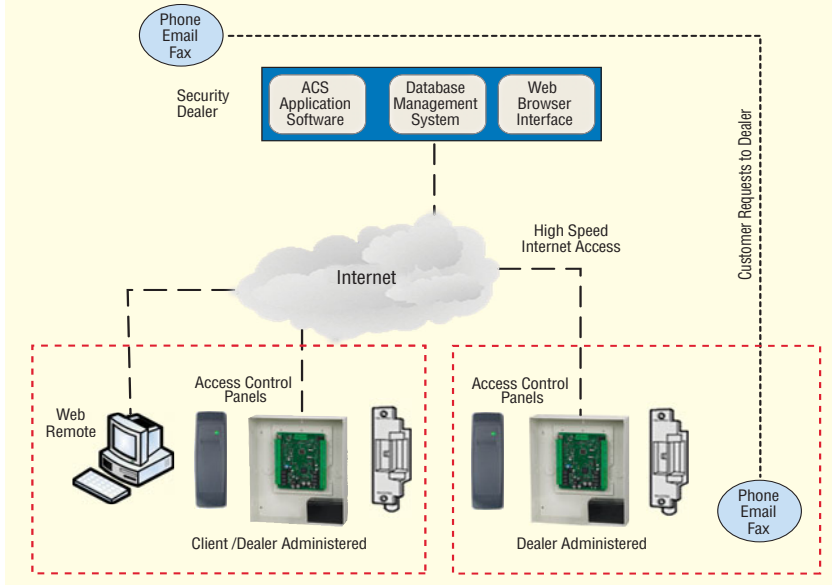 Phone
Email
Fax
Security
Dealer
ACS
Application
Software
Database
Management
System
Web
Browser
Interface
Customer Requests to Dealer
High Speed
Internet Access
Internet
Web
Remote
Access Control
Panels
Client /Dealer Administered
Access Control
Panels
Dealer Administered
Phone
Email
Fax